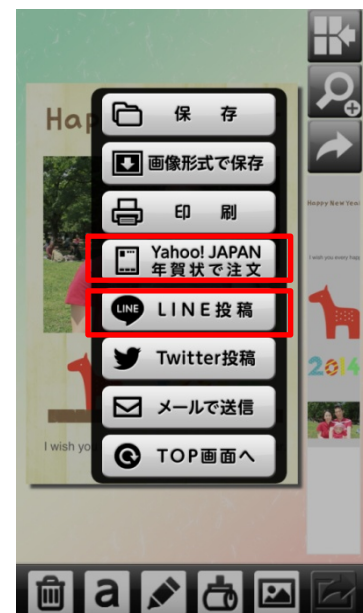 Hap
保存
画像形式で保存
印刷
Yahoo! JAPAN
年賀状で注文
LINE
LINE投稿
Twitter投稿
メールで送信
TOP画面へ
I wish yo
a
Happy New Year
I wish you every happ
2014